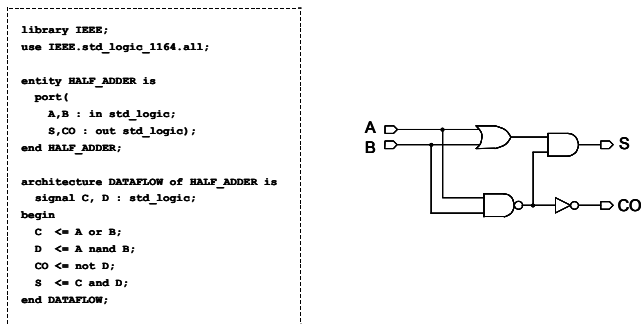 library IEEE;
use IEEE.std_logic_1164.all;
entity HALF_ADDER is
port(
A,B : in std_logic;
S,CO : out std_logic);
end HALF_ADDER;
architecture DATAFLOW of HALF_ADDER is
signal C, D : std_logic;
begin
C <= A or B;
D <= A nand B;
CO <= not D;
S <= C and D;
end DATAFLOW;
A
B
S
CO